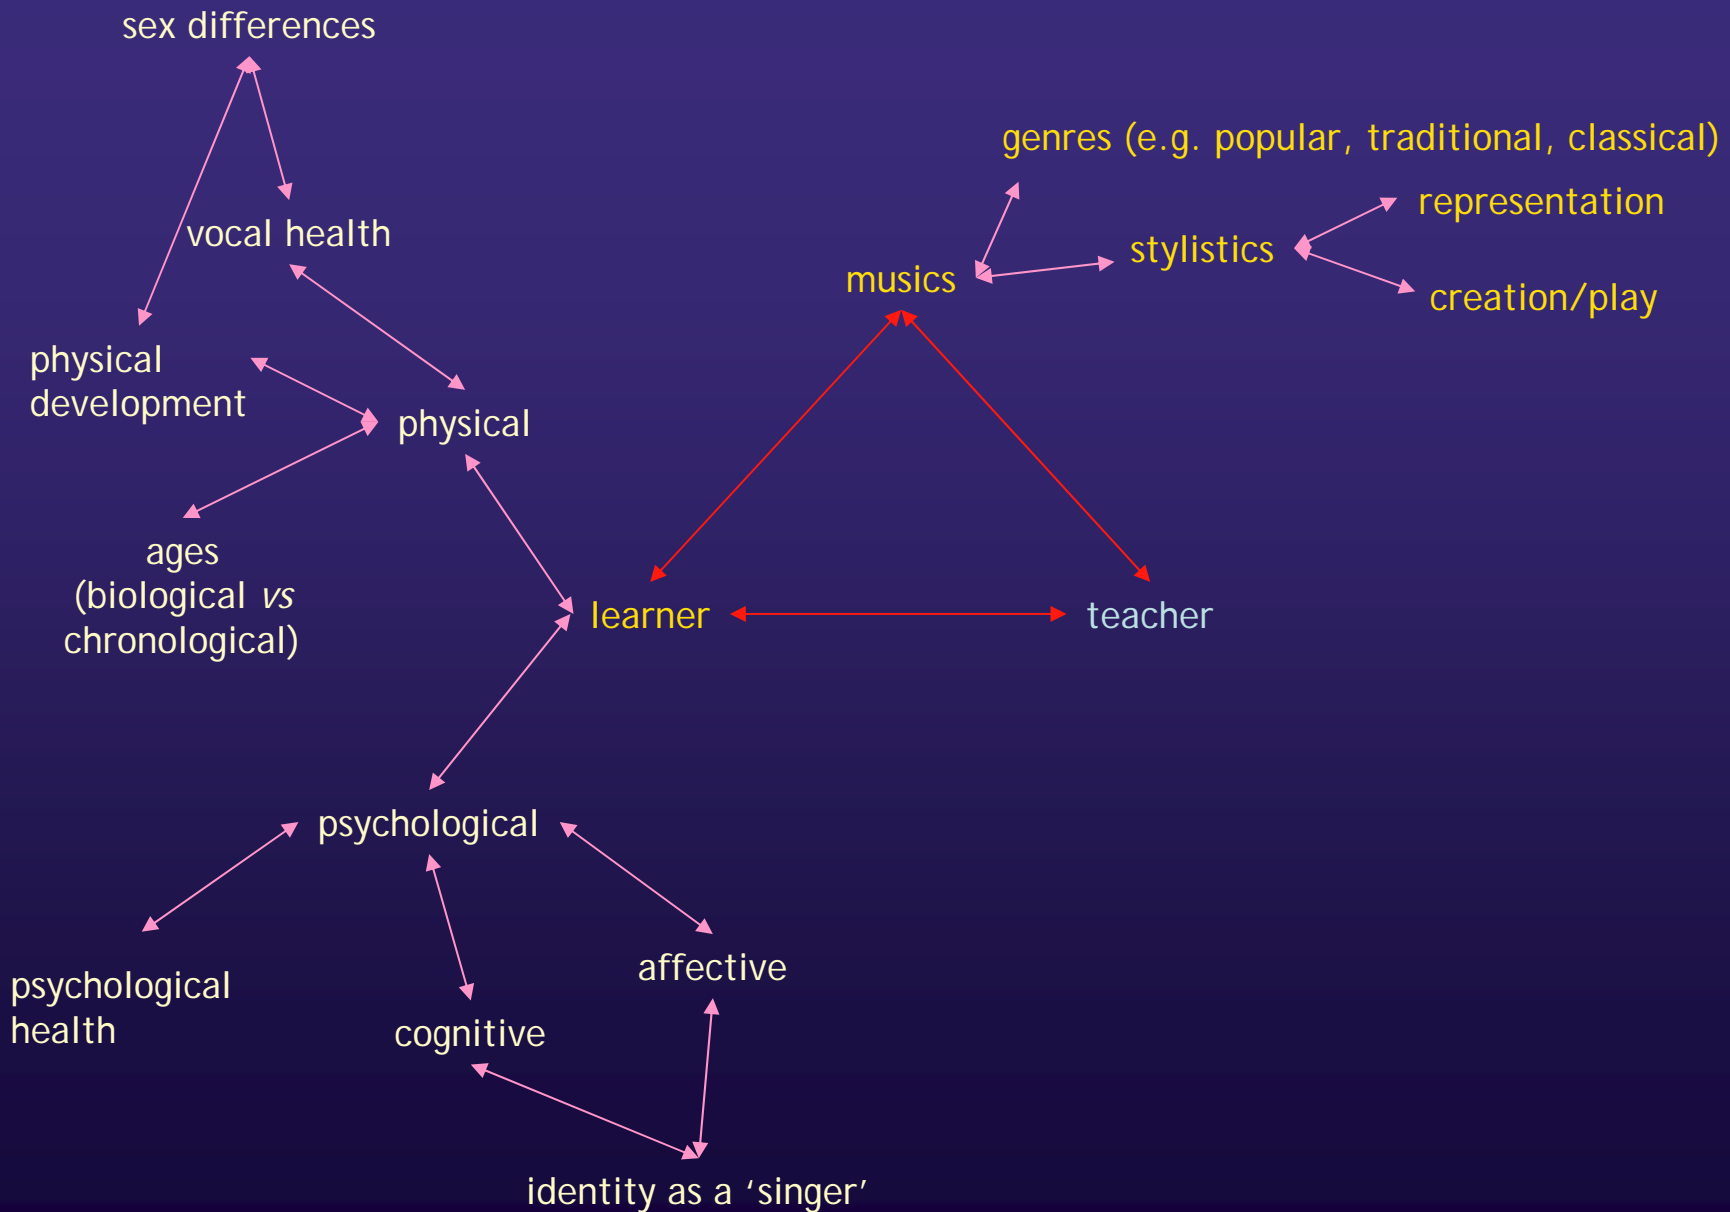 sex differences
genres (e.g. popular, traditional, classical)
representation
vocal health
stylistics
musics
creation/play
physical
development
physical
ages
(biological vs
chronological)
learner
teacher
psychological
affective
psychological
health
cognitive
identity as a ‘singer’